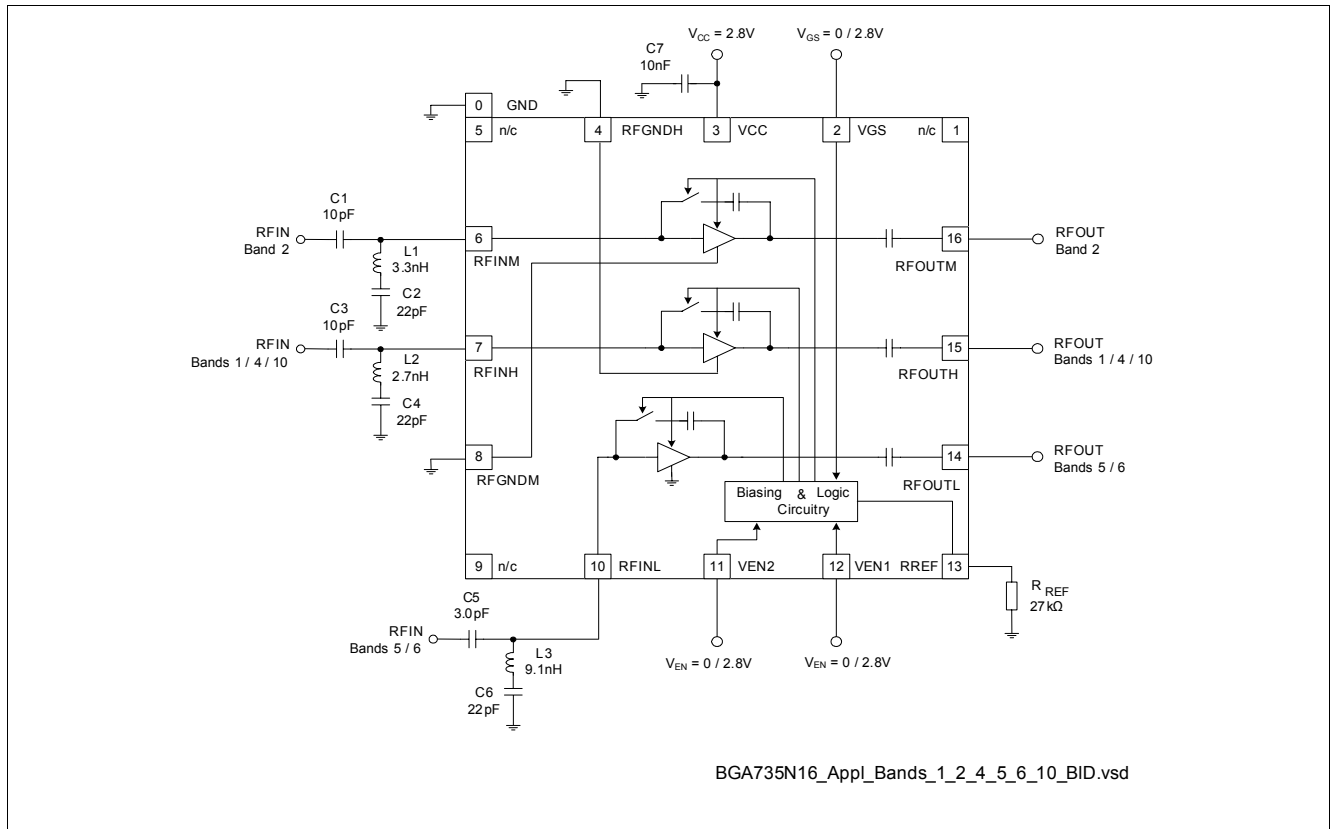 V_CC = 2.8V
V_GS = 0 / 2.8V
C7
10nF
0 GND
5 n/c
4 RFGNDH
3 VCC
2 VGS
n/c 1
C1
10pF
RFIN
Band 2
L1
3.3nH
C2
22pF
6
RFINM
16
RFOUTM
RFOUT
Band 2
C3
10pF
RFIN
Bands 1 / 4 / 10
L2
2.7nH
C4
22pF
7
RFINH
15
RFOUTH
RFOUT
Bands 1 / 4 / 10
8
RFGNDM
14
RFOUTL
RFOUT
Bands 5 / 6
Biasing & Logic
Circuitry
9 n/c
10 RFINL
11 VEN2
12 VEN1
RREF 13
R_REF
27kΩ
C5
3.0pF
RFIN
Bands 5 / 6
L3
9.1nH
C6
22pF
V_EN = 0 / 2.8V
V_EN = 0 / 2.8V
BGA735N16_Appl_Bands_1_2_4_5_6_10_BID.vsd